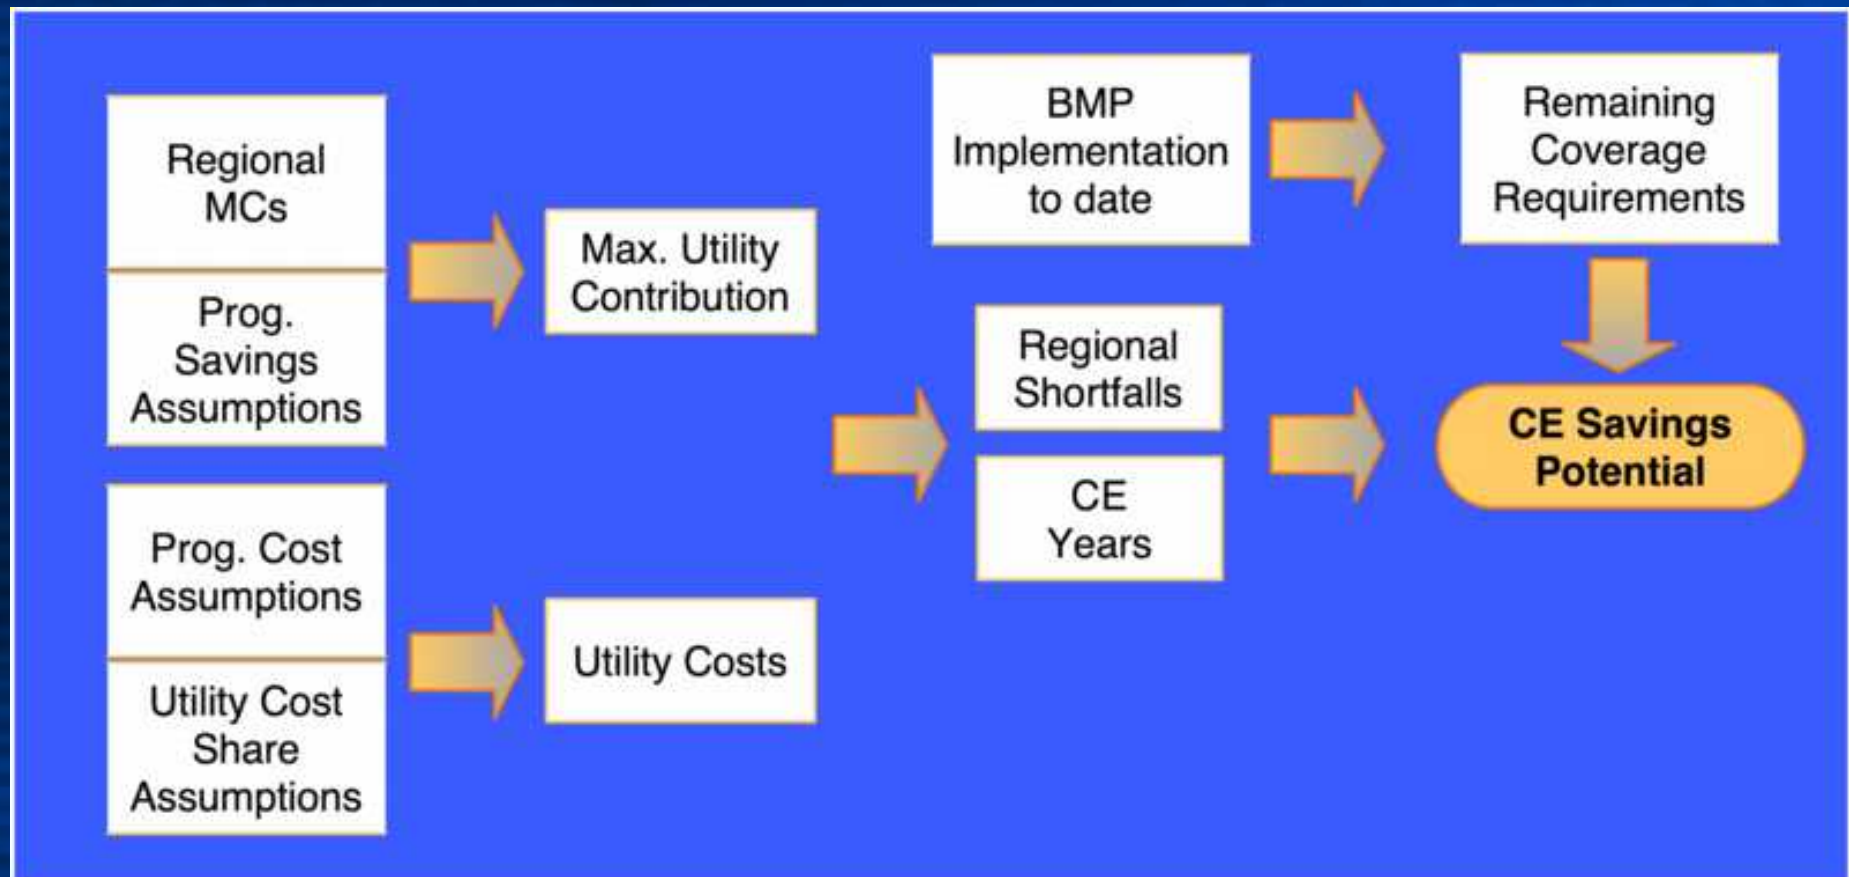 Regional
MCs
Prog.
Savings
Assumptions
Max. Utility
Contribution
Prog. Cost
Assumptions
Utility Cost
Share
Assumptions
Utility Costs
BMP
Implementation
to date
Remaining
Coverage
Requirements
Regional
Shortfalls
CE
Years
CE Savings
Potential